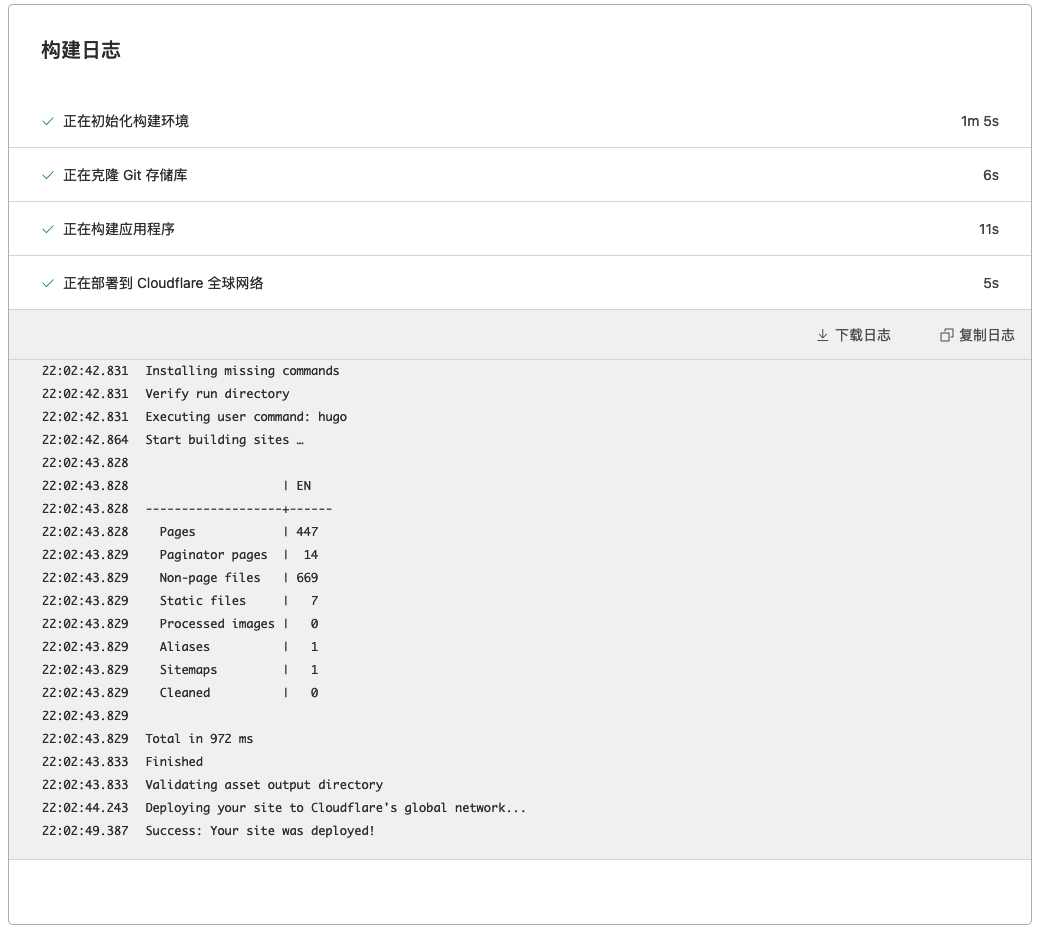 构建日志
正在初始化构建环境 1m 5s
正在克隆 Git 存储库 6s
正在构建应用程序 11s
正在部署到 Cloudflare 全球网络 5s
下载日志 复制日志
22:02:42.831 Installing missing commands
22:02:42.831 Verify run directory
22:02:42.831 Executing user command: hugo
22:02:42.864 Start building sites …
22:02:43.828
22:02:43.828                    | EN
22:02:43.828 -------------------+------
22:02:43.828   Pages            | 447
22:02:43.829   Paginator pages  |  14
22:02:43.829   Non-page files   | 669
22:02:43.829   Static files     |   7
22:02:43.829   Processed images |   0
22:02:43.829   Aliases          |   1
22:02:43.829   Sitemaps         |   1
22:02:43.829   Cleaned          |   0
22:02:43.829
22:02:43.829 Total in 972 ms
22:02:43.833 Finished
22:02:43.833 Validating asset output directory
22:02:44.243 Deploying your site to Cloudflare's global network...
22:02:49.387 Success: Your site was deployed!